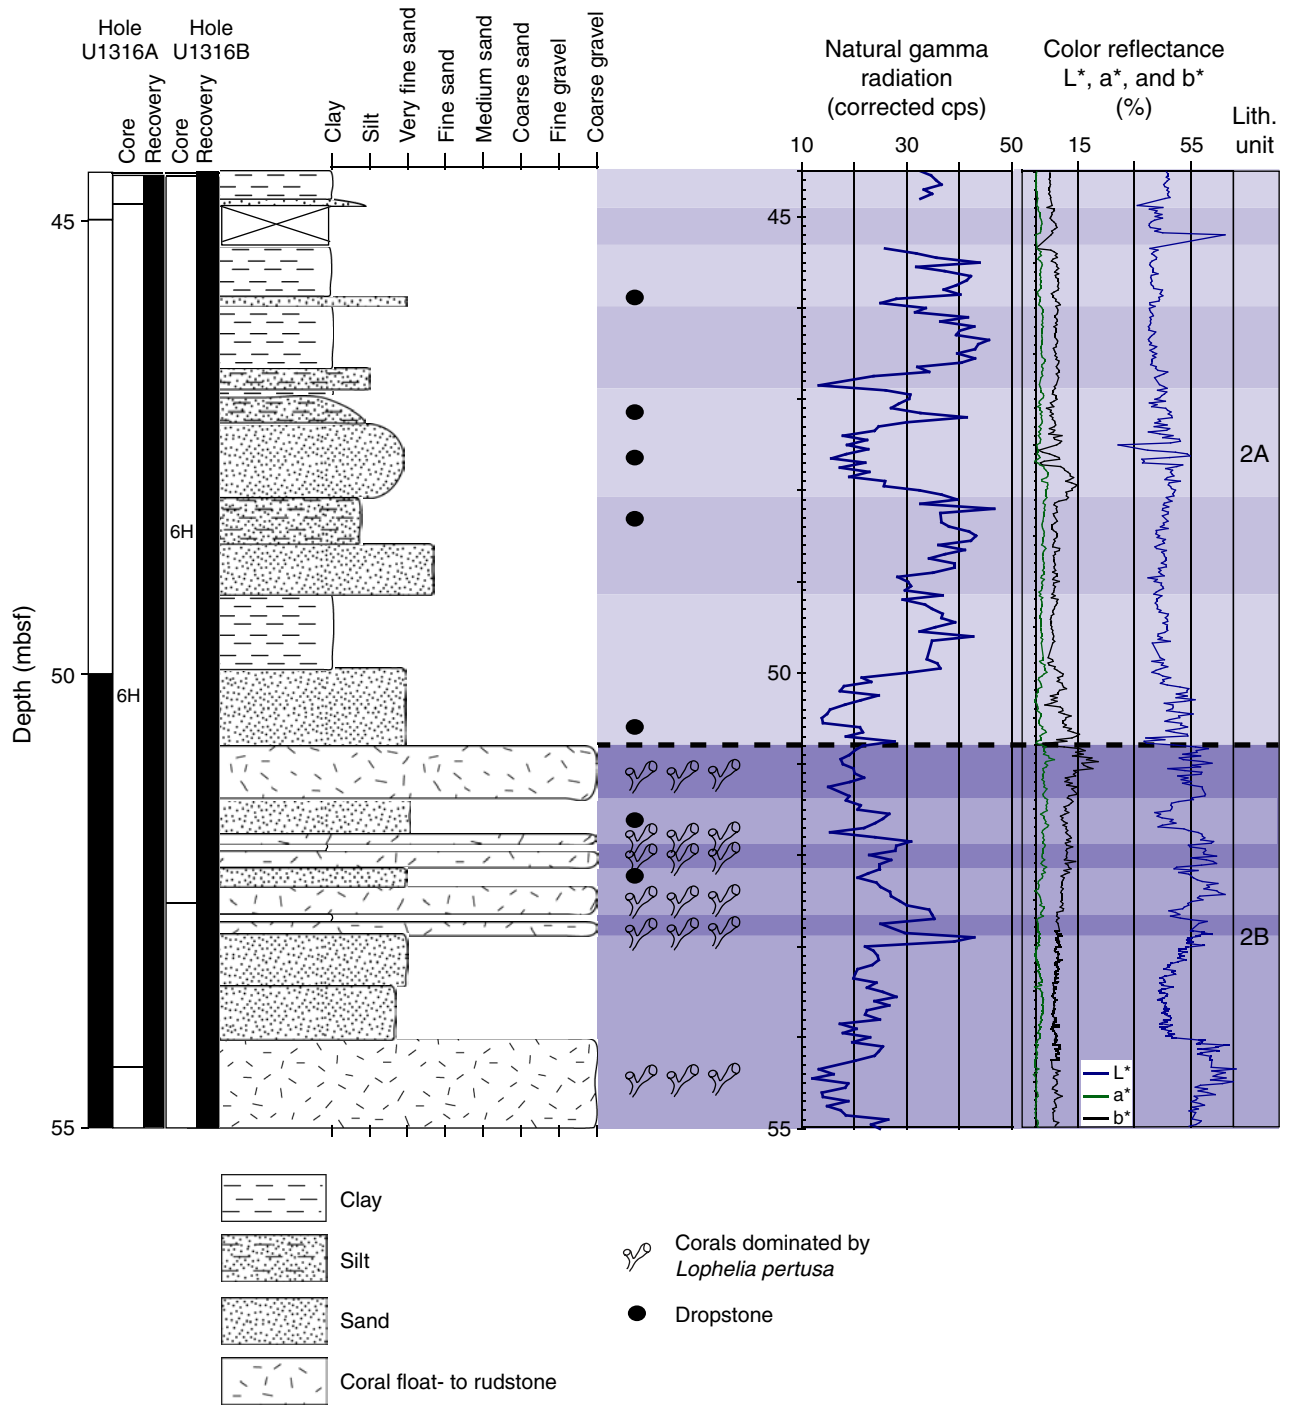 Hole
U1316A
Hole
U1316B
Core
Recovery
Core
Recovery
Clay
Silt
Very fine sand
Fine sand
Medium sand
Coarse sand
Fine gravel
Coarse gravel
Natural gamma
radiation
(corrected cps)
10
30
50
Color reflectance
L*, a*, and b*
(%)
15
55
Lith.
unit
Depth (mbsf)
45
50
55
6H
6H
45
50
55
2A
2B
L*
a*
b*
Clay
Silt
Sand
Coral float- to rudstone
Corals dominated by
Lophelia pertusa
Dropstone